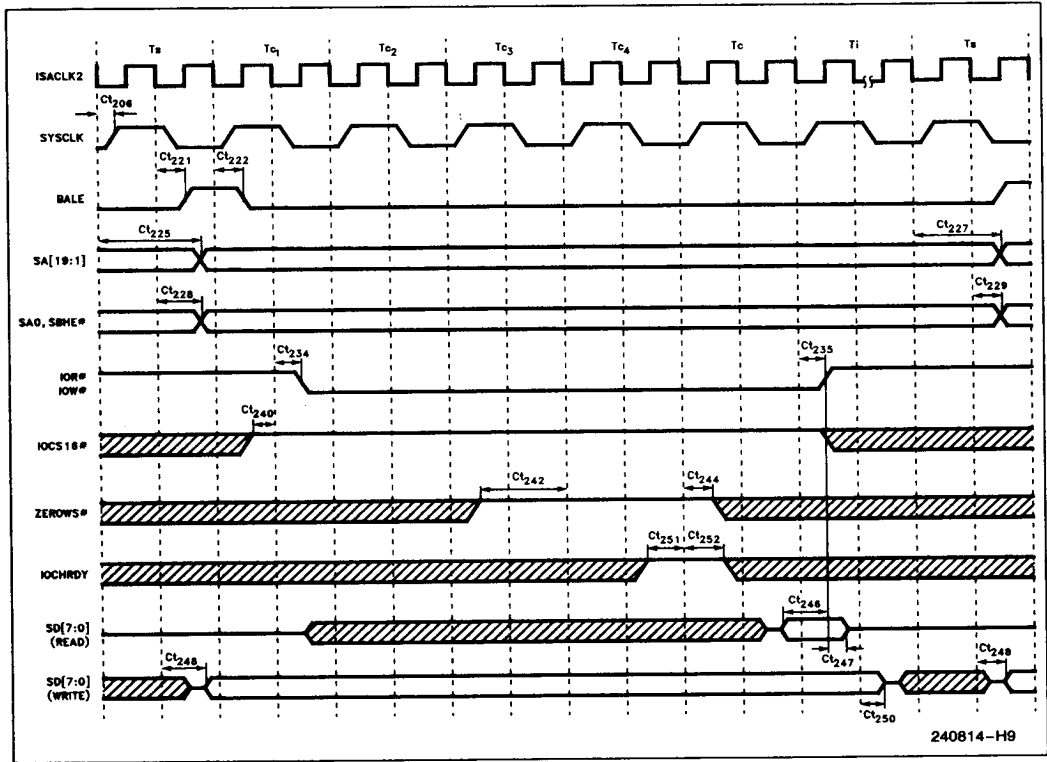 Ts Tc1 Tc2 Tc3 Tc4 Tc Ti Ts
ISACLK2
Ct206
SYSCLK
Ct221 Ct222
BALE
Ct225 Ct227
SA[19:1]
Ct228 Ct229
SA0, SBHE#
Ct234 Ct235
IOR#
IOW#
Ct240
IOCS16#
Ct242 Ct244
ZEROWS#
Ct251 Ct252
IOCHRDY
Ct246
SD[7:0]
(READ)
Ct247
Ct248 Ct248
SD[7:0]
(WRITE)
Ct250
240814-H9